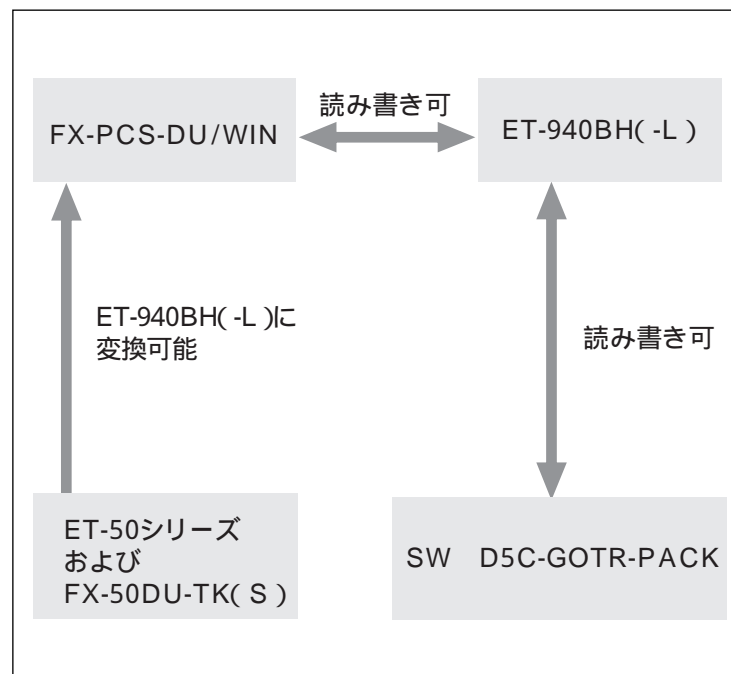 FX-PCS-DU/WIN
読み書き可
ET-940BH( -L )
ET-940BH( -L )に
変換可能
読み書き可
ET-50シリーズ
および
FX-50DU-TK( S )
SW　D5C-GOTR-PACK